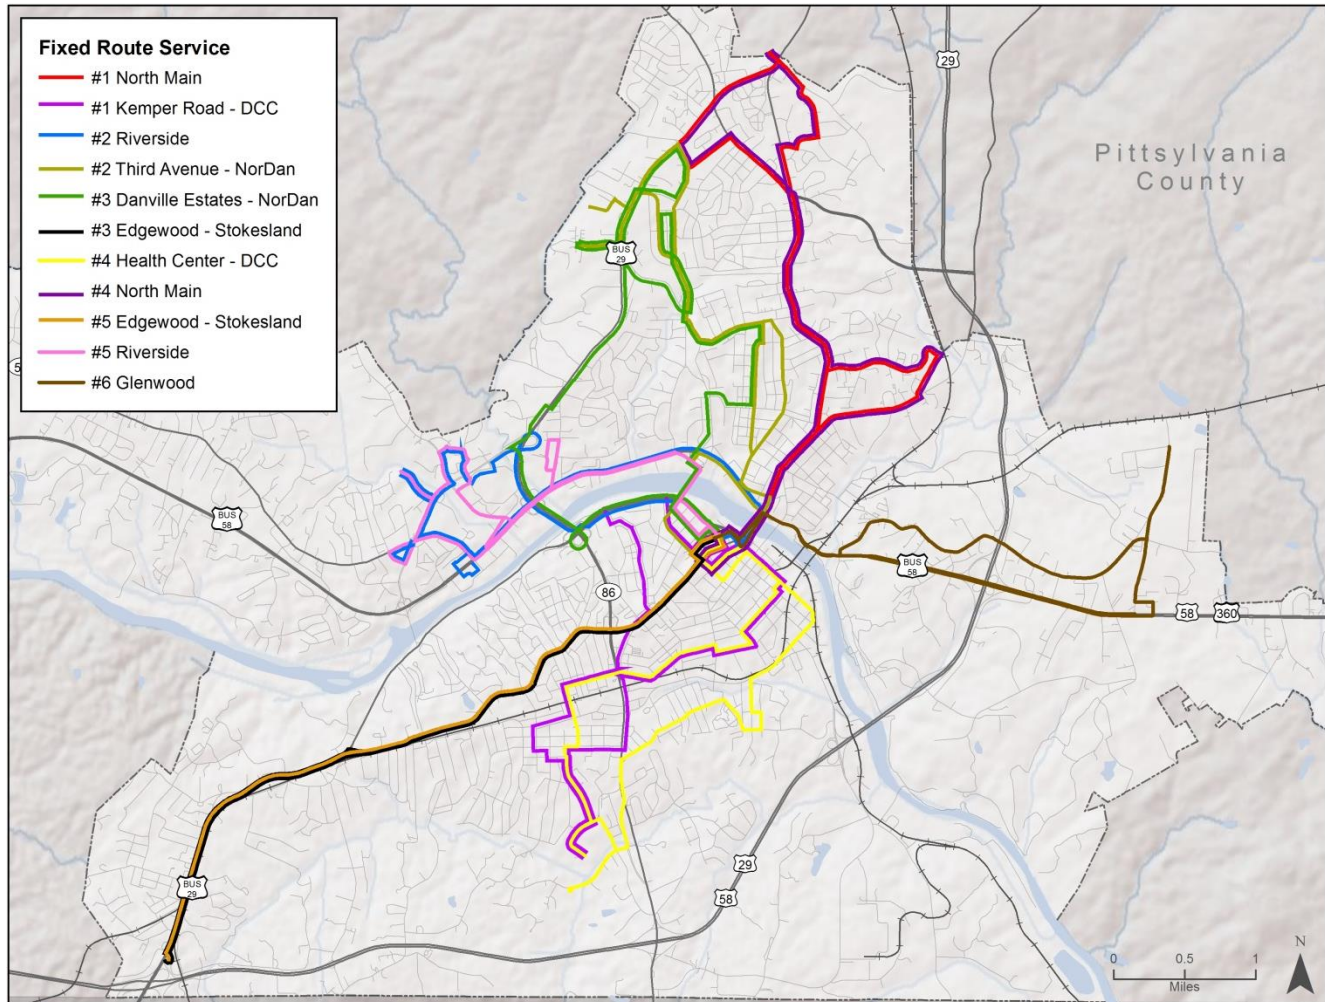 Fixed Route Service
#1 North Main
#1 Kemper Road - DCC
#2 Riverside
#2 Third Avenue - NorDan
#3 Danville Estates - NorDan
#3 Edgewood - Stokesland
#4 Health Center - DCC
#4 North Main
#5 Edgewood - Stokesland
#5 Riverside
#6 Glenwood
29
Pittsylvania
County
BUS
29
5
BUS
58
86
BUS
58
58
360
29
58
BUS
29
N
0
0.5
1
Miles